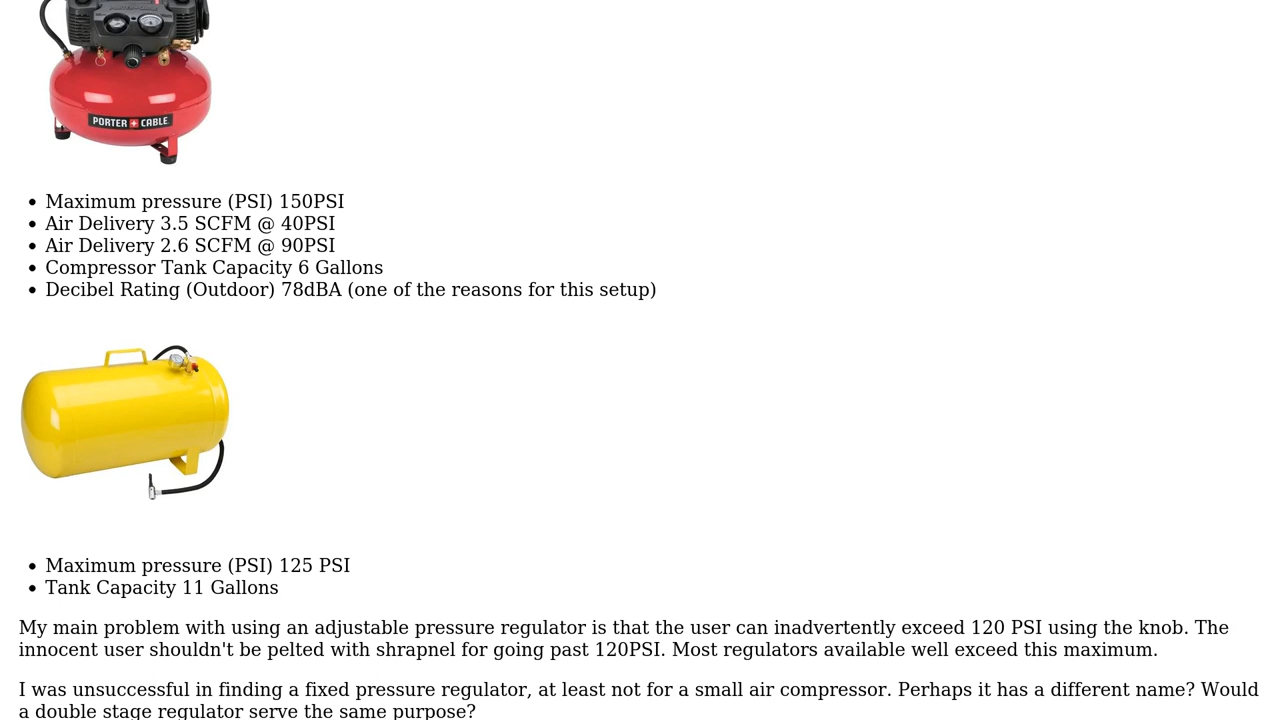 PORTER+CABLE
Maximum pressure (PSI) 150PSI
Air Delivery 3.5 SCFM @ 40PSI
Air Delivery 2.6 SCFM @ 90PSI
Compressor Tank Capacity 6 Gallons
Decibel Rating (Outdoor) 78dBA (one of the reasons for this setup)
Maximum pressure (PSI) 125 PSI
Tank Capacity 11 Gallons
My main problem with using an adjustable pressure regulator is that the user can inadvertently exceed 120 PSI using the knob. The
innocent user shouldn't be pelted with shrapnel for going past 120PSI. Most regulators available well exceed this maximum.
I was unsuccessful in finding a fixed pressure regulator, at least not for a small air compressor. Perhaps it has a different name? Would
a double stage regulator serve the same purpose?